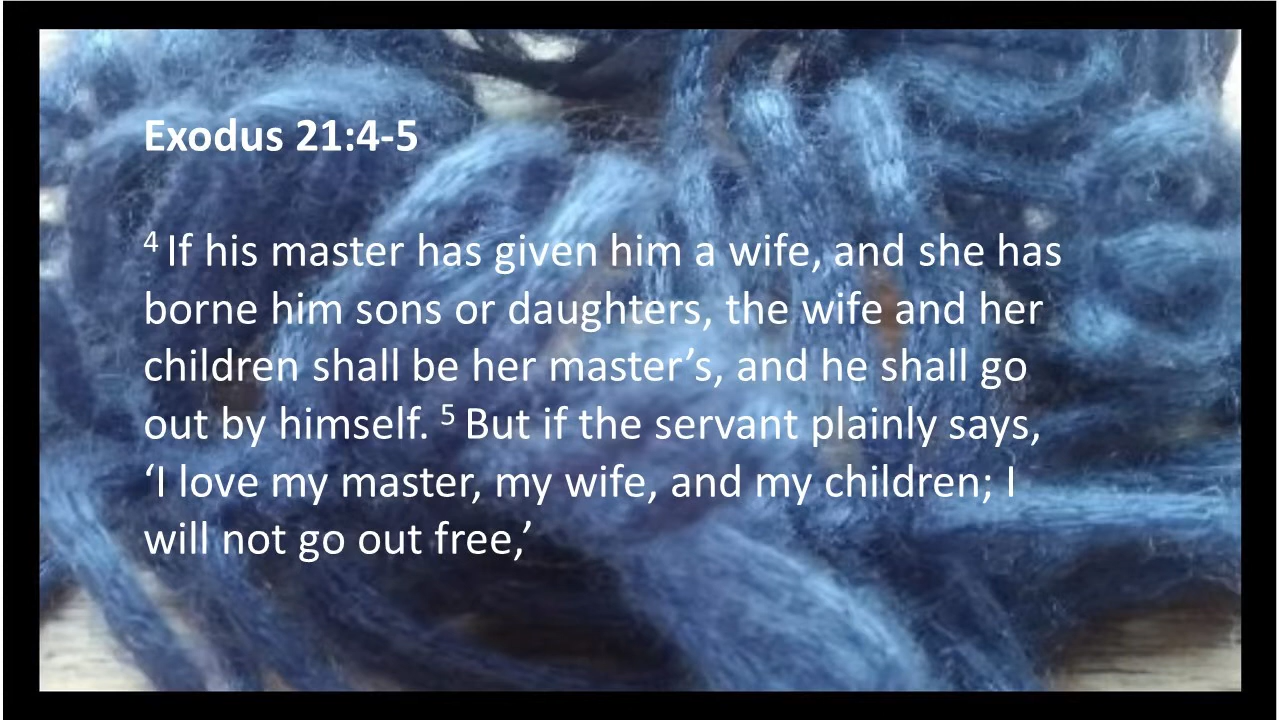 Exodus 21:4-5
4 If his master has given him a wife, and she has
borne him sons or daughters, the wife and her
children shall be her master’s, and he shall go
out by himself. 5 But if the servant plainly says,
‘I love my master, my wife, and my children; I
will not go out free,’